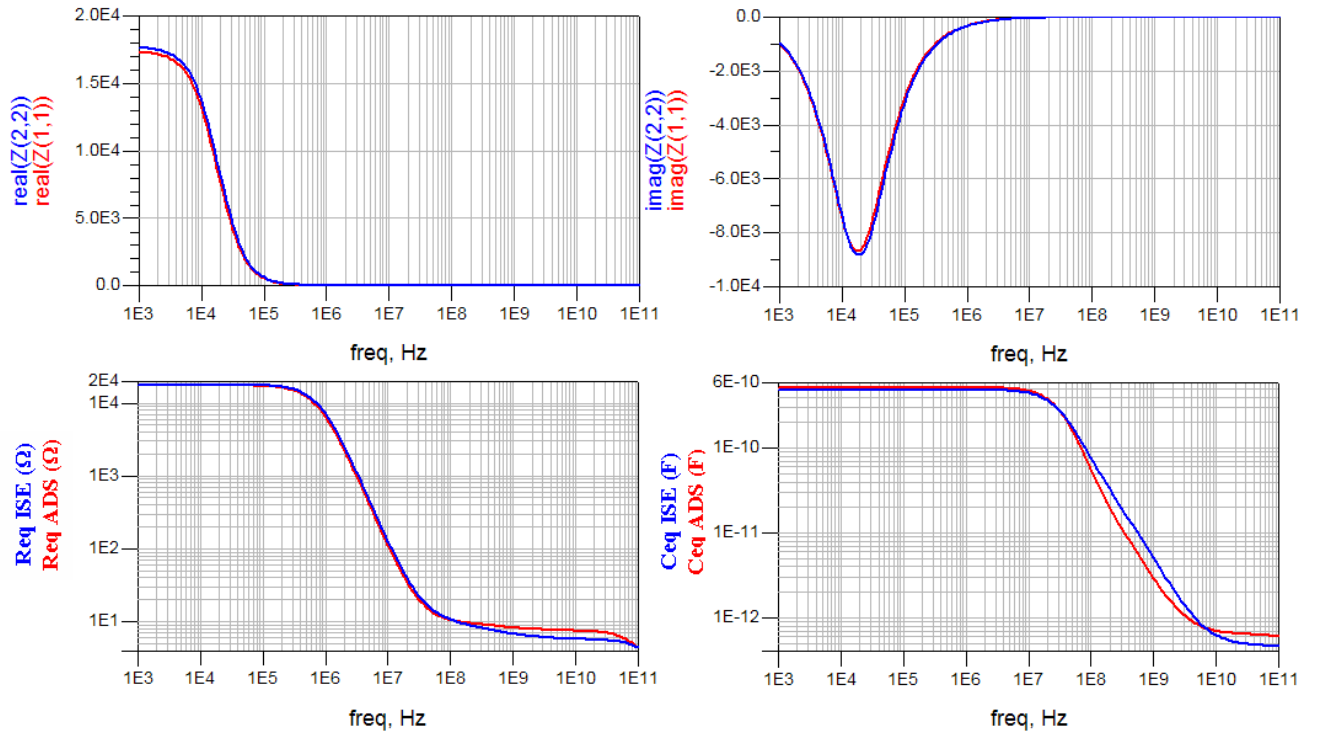 real(Z(2,2))
real(Z(1,1))
2.0E4
1.5E4
1.0E4
5.0E3
0.0
1E3 1E4 1E5 1E6 1E7 1E8 1E9 1E10 1E11
freq, Hz
imag(Z(2,2))
imag(Z(1,1))
0.0
-2.0E3
-4.0E3
-6.0E3
-8.0E3
-1.0E4
1E3 1E4 1E5 1E6 1E7 1E8 1E9 1E10 1E11
freq, Hz
Req ISE (Ω)
Req ADS (Ω)
2E4
1E4
1E3
1E2
1E1
1E3 1E4 1E5 1E6 1E7 1E8 1E9 1E10 1E11
freq, Hz
Ceq ISE (F)
Ceq ADS (F)
6E-10
1E-10
1E-11
1E-12
1E3 1E4 1E5 1E6 1E7 1E8 1E9 1E10 1E11
freq, Hz